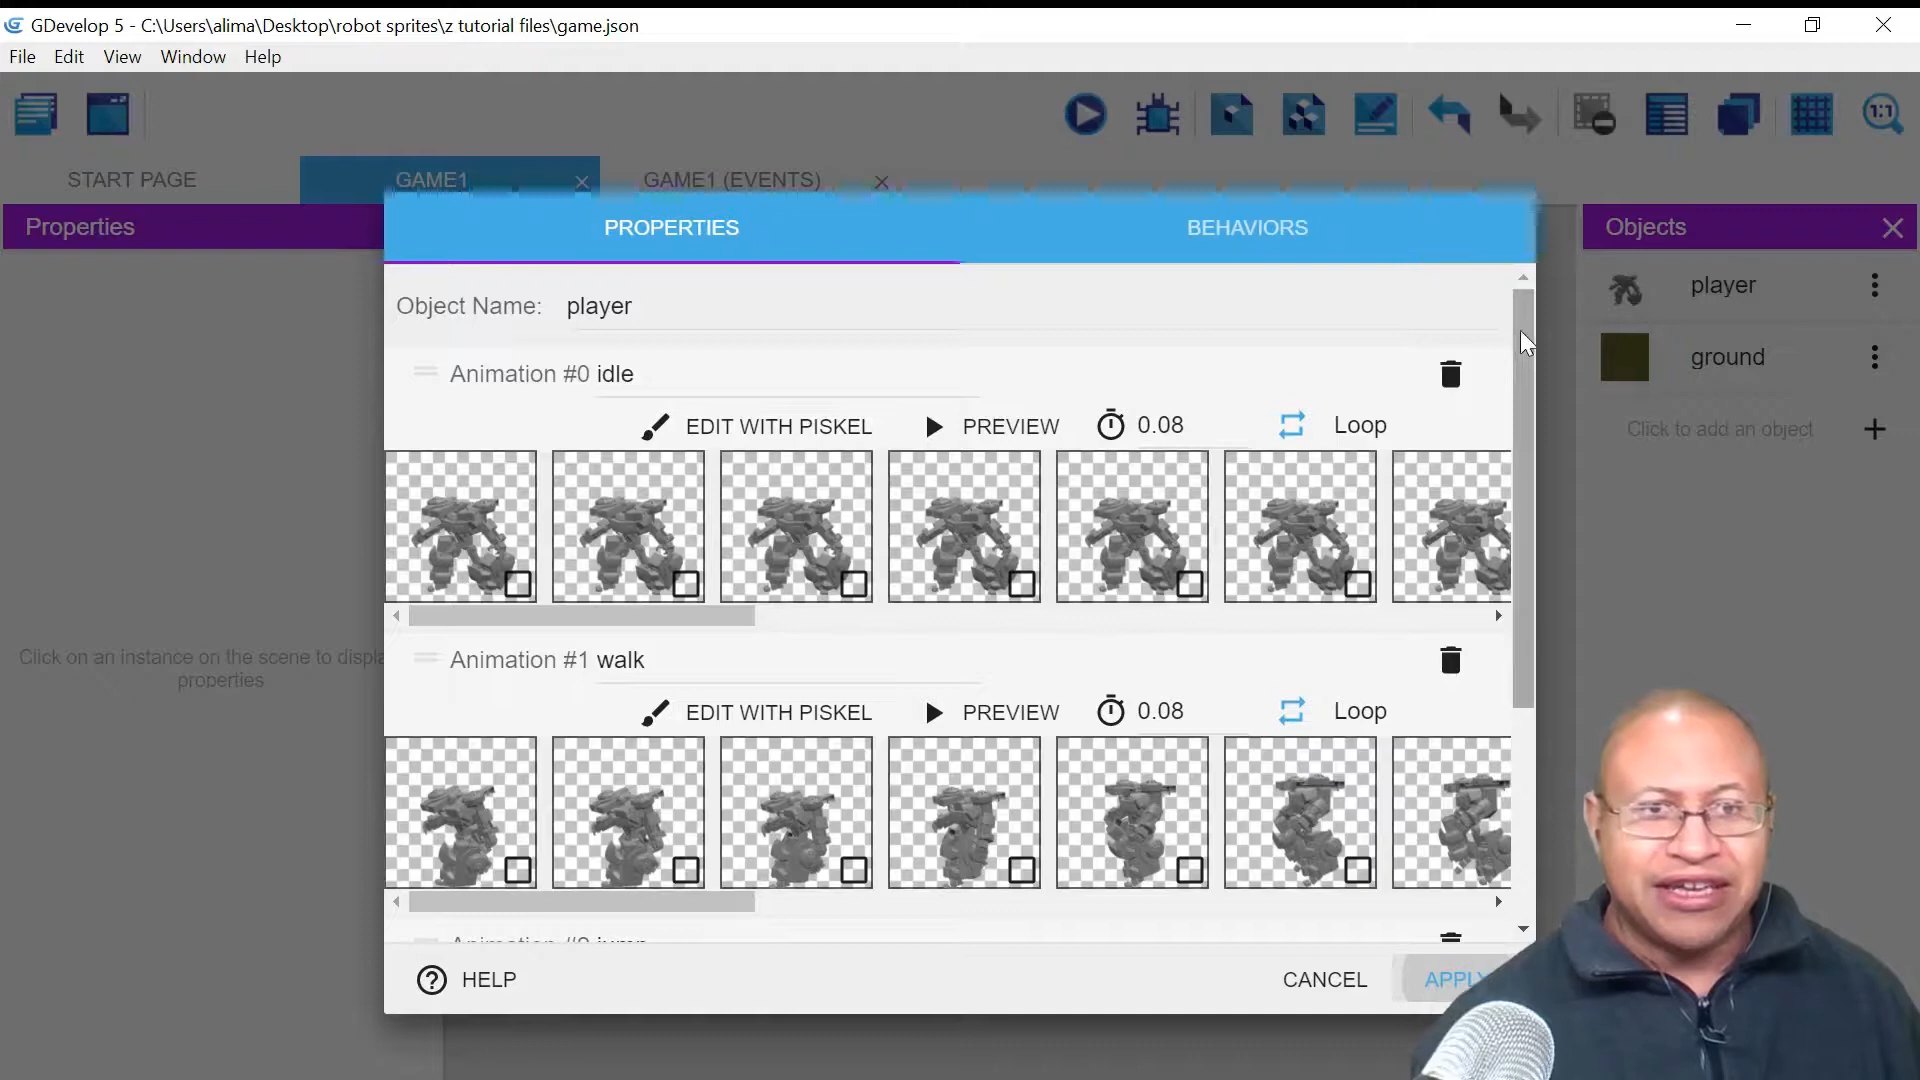 GDevelop 5 - C:\Users\alima\Desktop\robot sprites\z tutorial files\game.json
File Edit View Window Help
1:1
START PAGE GAME1 GAME1 (EVENTS)
Properties
PROPERTIES BEHAVIORS
Objects
Object Name: player
player
Animation #0 idle
ground
EDIT WITH PISKEL PREVIEW 0.08 Loop
Click to add an object
Click on an instance on the scene to
properties
Animation #1 walk
EDIT WITH PISKEL PREVIEW 0.08 Loop
HELP CANCEL APPLY